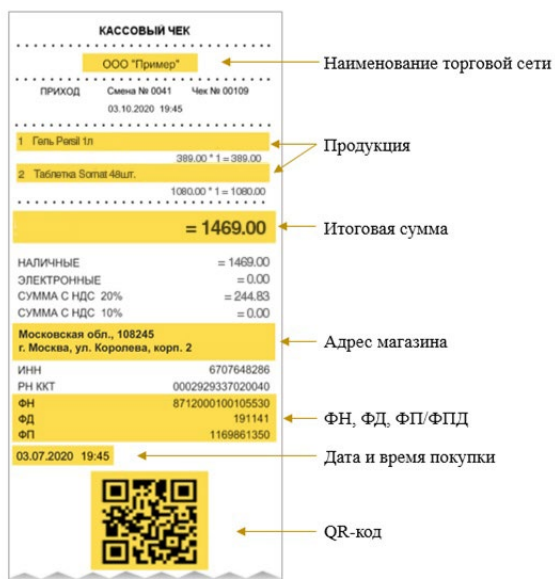 КАССОВЫЙ ЧЕК
ООО "Пример"
Наименование торговой сети
ПРИХОД Смена № 0041 Чек № 00109
03.10.2020 19:45
1 Гель Persil 1л
389.00 * 1 = 389.00
Продукция
2 Таблетка Somat 48шт.
1080.00 * 1 = 1080.00
= 1469.00
Итоговая сумма
НАЛИЧНЫЕ = 1469.00
ЭЛЕКТРОННЫЕ = 0.00
СУММА С НДС 20% = 244.83
СУММА С НДС 10% = 0.00
Московская обл., 108245
г. Москва, ул. Королева, корп. 2
Адрес магазина
ИНН 6707648286
РН ККТ 0002929337020040
ФН 8712000100105530
ФД 191141
ФП 1169861350
ФН, ФД, ФП/ФПД
03.07.2020 19:45
Дата и время покупки
QR-код